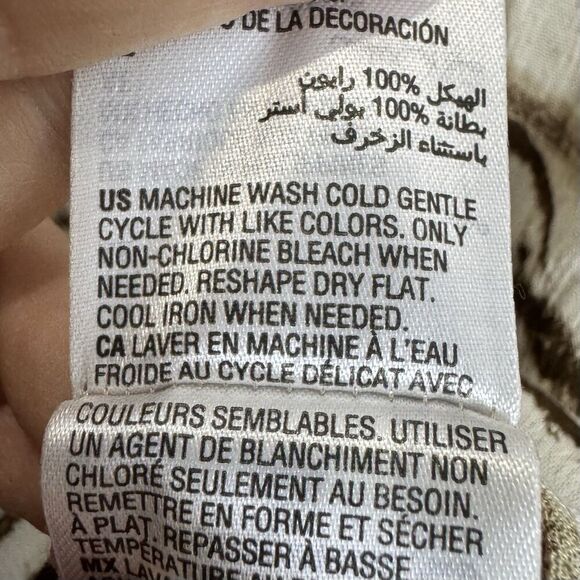 DE LA DECORACIÓN
الهيكل 100% رايون
بطانة 100% بولي أستر
باستثناء الزخرف
US MACHINE WASH COLD GENTLE
CYCLE WITH LIKE COLORS. ONLY
NON-CHLORINE BLEACH WHEN
NEEDED. RESHAPE DRY FLAT.
COOL IRON WHEN NEEDED.
CA LAVER EN MACHINE À L'EAU
FROIDE AU CYCLE DÉLICAT AVEC
COULEURS SEMBLABLES. UTILISER
UN AGENT DE BLANCHIMENT NON
CHLORÉ SEULEMENT AU BESOIN.
REMETTRE EN FORME ET SÉCHER
À PLAT. REPASSER À BASSE
TEMPÉRATURE
MX